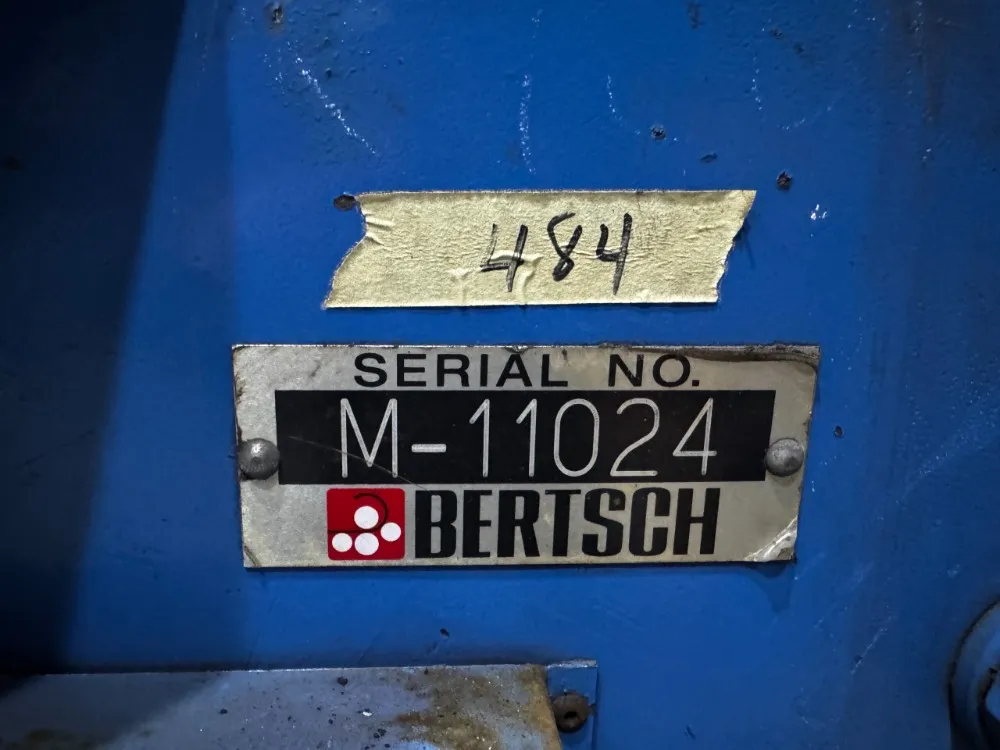 484
SERIAL NO.
M-11024
BERTSCH